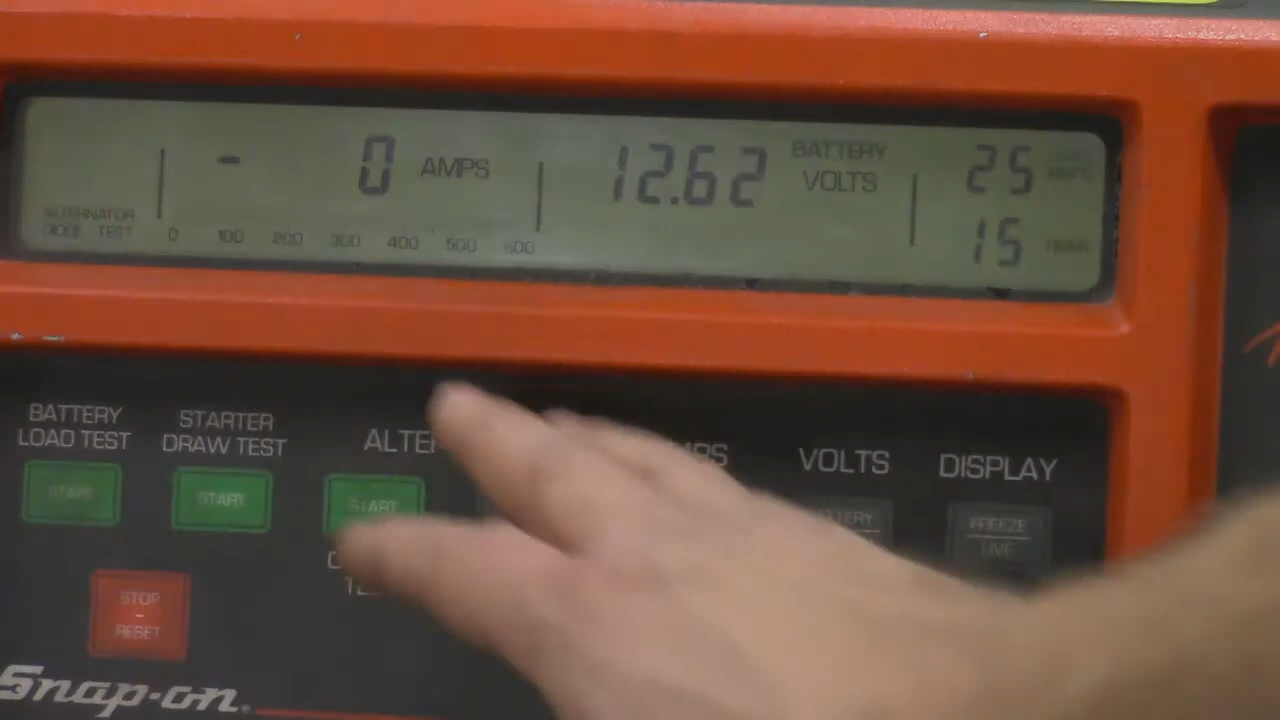 - 0 AMPS
12.62 BATTERY VOLTS
25
15
ALTERNATOR
DIODE TEST
0 100 200 300 400 500 600
BATTERY
LOAD TEST
START
STARTER
DRAW TEST
START
ALTE
START
VOLTS
DISPLAY
FREEZE
LIVE
STOP
-
RESET
Snap-on